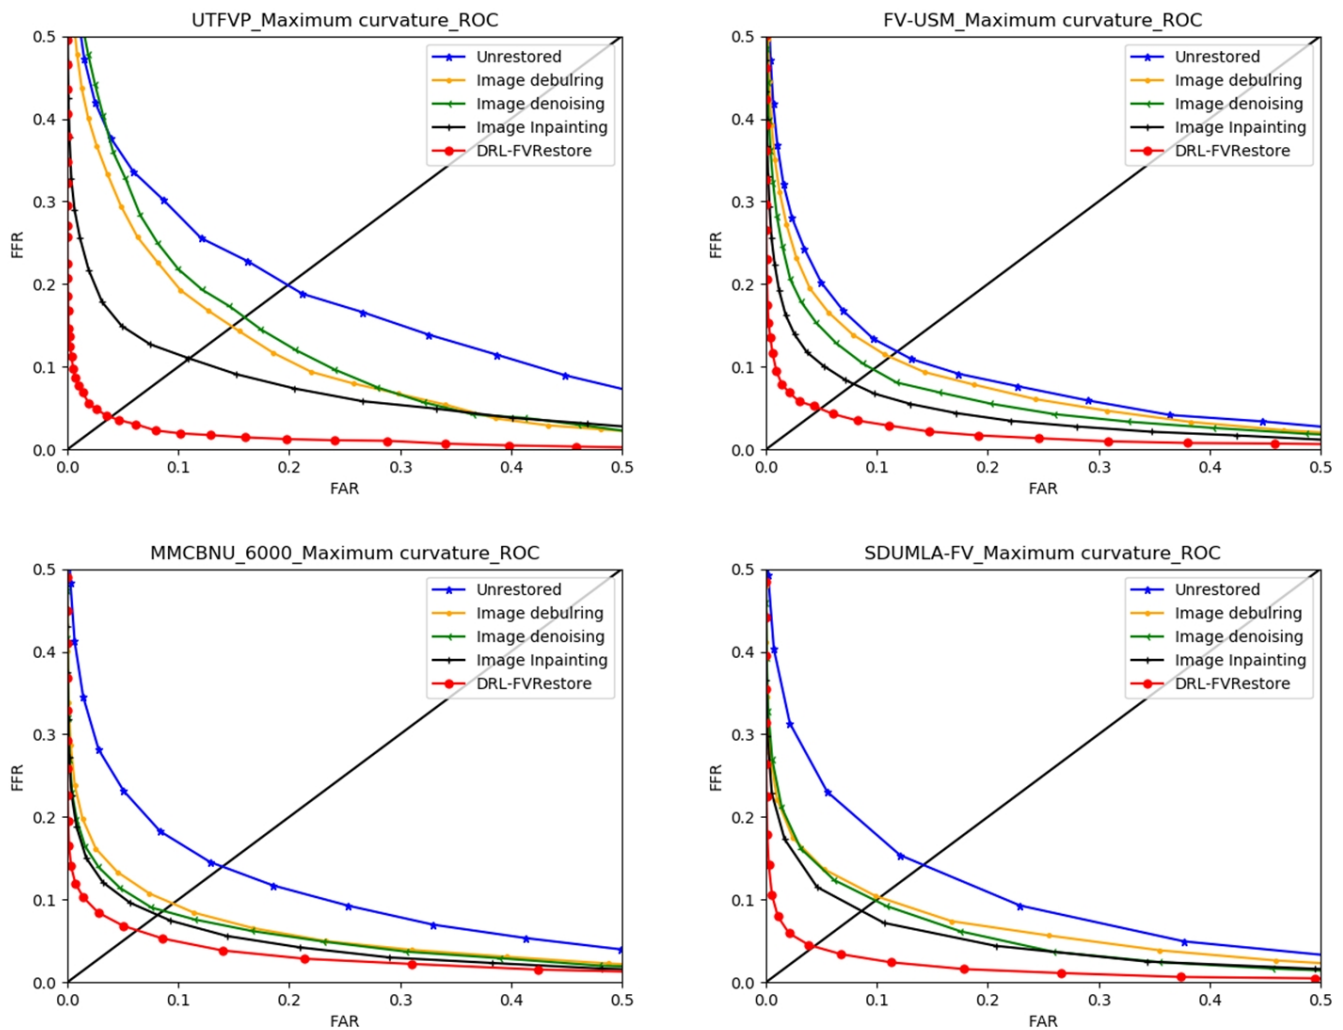 UTFVP_Maximum curvature_ROC
0.5
0.4
0.3
0.2
0.1
0.0
FFR
Unrestored
Image debulring
Image denoising
Image Inpainting
DRL-FVRestore
0.0 0.1 0.2 0.3 0.4 0.5
FAR
FV-USM_Maximum curvature_ROC
0.5
0.4
0.3
0.2
0.1
0.0
FFR
Unrestored
Image debulring
Image denoising
Image Inpainting
DRL-FVRestore
0.0 0.1 0.2 0.3 0.4 0.5
FAR
MMCBNU_6000_Maximum curvature_ROC
0.5
0.4
0.3
0.2
0.1
0.0
FFR
Unrestored
Image debulring
Image denoising
Image Inpainting
DRL-FVRestore
0.0 0.1 0.2 0.3 0.4 0.5
FAR
SDUMLA-FV_Maximum curvature_ROC
0.5
0.4
0.3
0.2
0.1
0.0
FFR
Unrestored
Image debulring
Image denoising
Image Inpainting
DRL-FVRestore
0.0 0.1 0.2 0.3 0.4 0.5
FAR